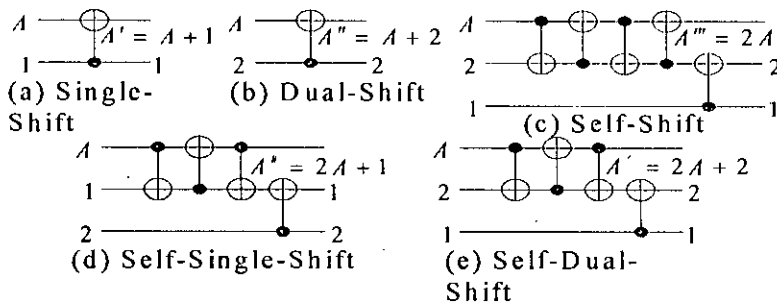 A A' = A + 1
1 1
(a) Single-
Shift
A A" = A + 2
2 2
(b) Dual-Shift
A A''' = 2A
2 2
1 1
(c) Self-Shift
A
1 A" = 2A + 1 1
2 2
(d) Self-Single-Shift
A A' = 2A + 2
2 2
1 1
(e) Self-Dual-
Shift